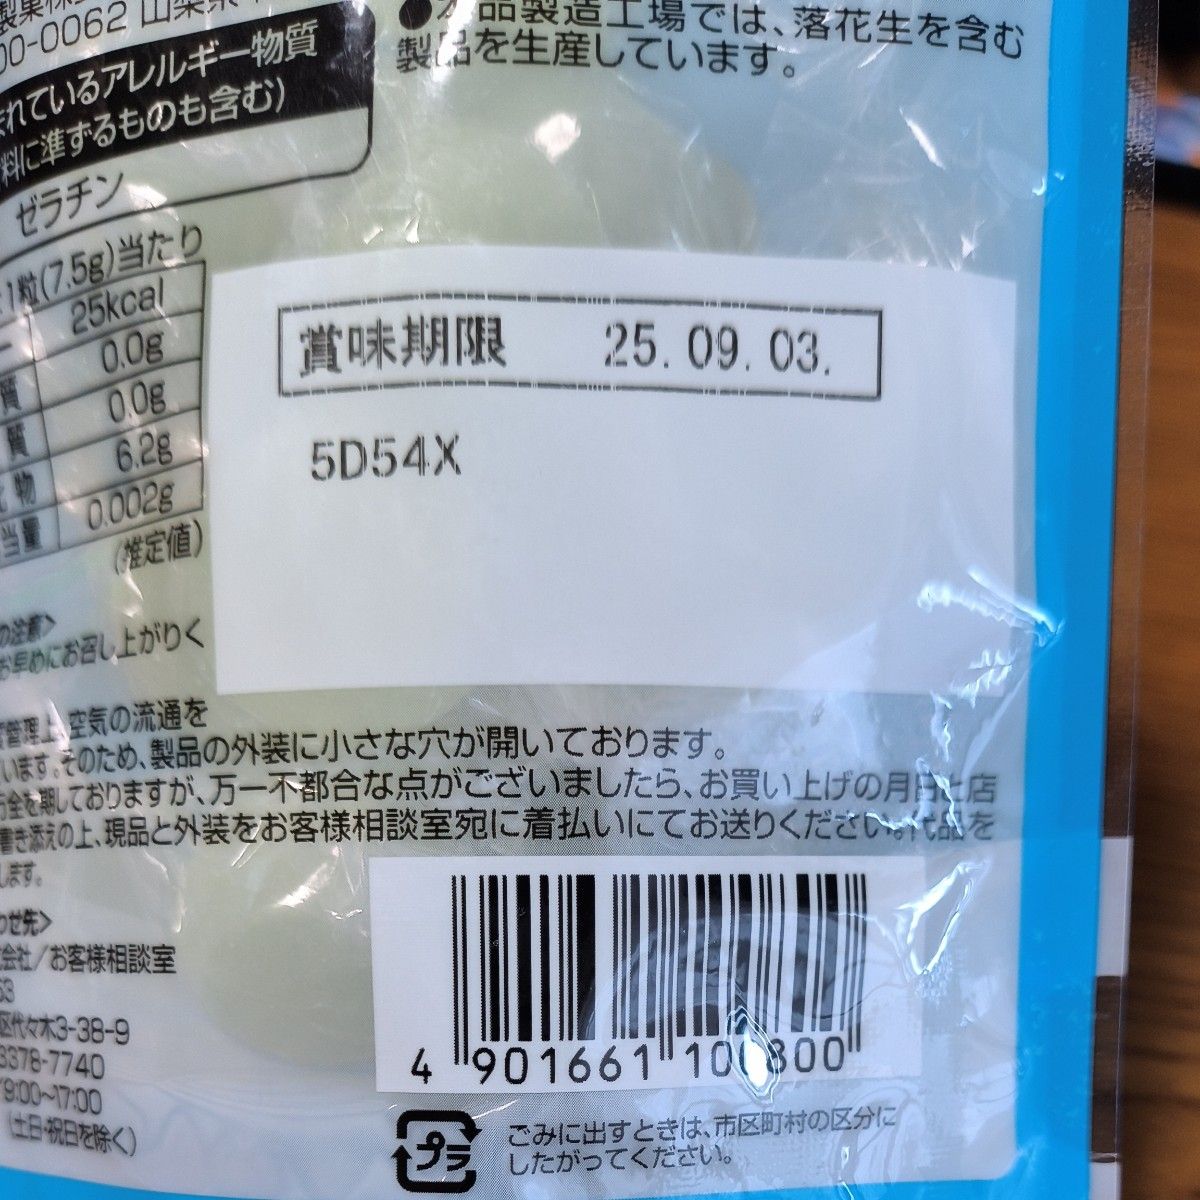 製菓株
00-0062 山梨県
●本品製造工場では、落花生を含む
製品を生産しています。
まれているアレルギー物質
料に準ずるものも含む)
ゼラチン
1粒(7.5g)当たり
25kcal
0.0g
質 0.0g
質 6.2g
物 0.002g
当量
(推定値)
賞味期限 25.09.03.
5D54X
の注意>
お早めにお召し上がりく
管理上、空気の流通を
います。そのため、製品の外装に小さな穴が開いております。
万全を期しておりますが、万一不都合な点がございましたら、お買い上げの月日と店
書き添えの上、現品と外装をお客様相談室宛に着払いにてお送りください。代品を
します。
わせ先>
会社/お客様相談室
53
区代々木3-38-9
3378-7740
9:00~17:00
(土日・祝日を除く)
4 901661 100800
プラ
ごみに出すときは、市区町村の区分に
したがってください。